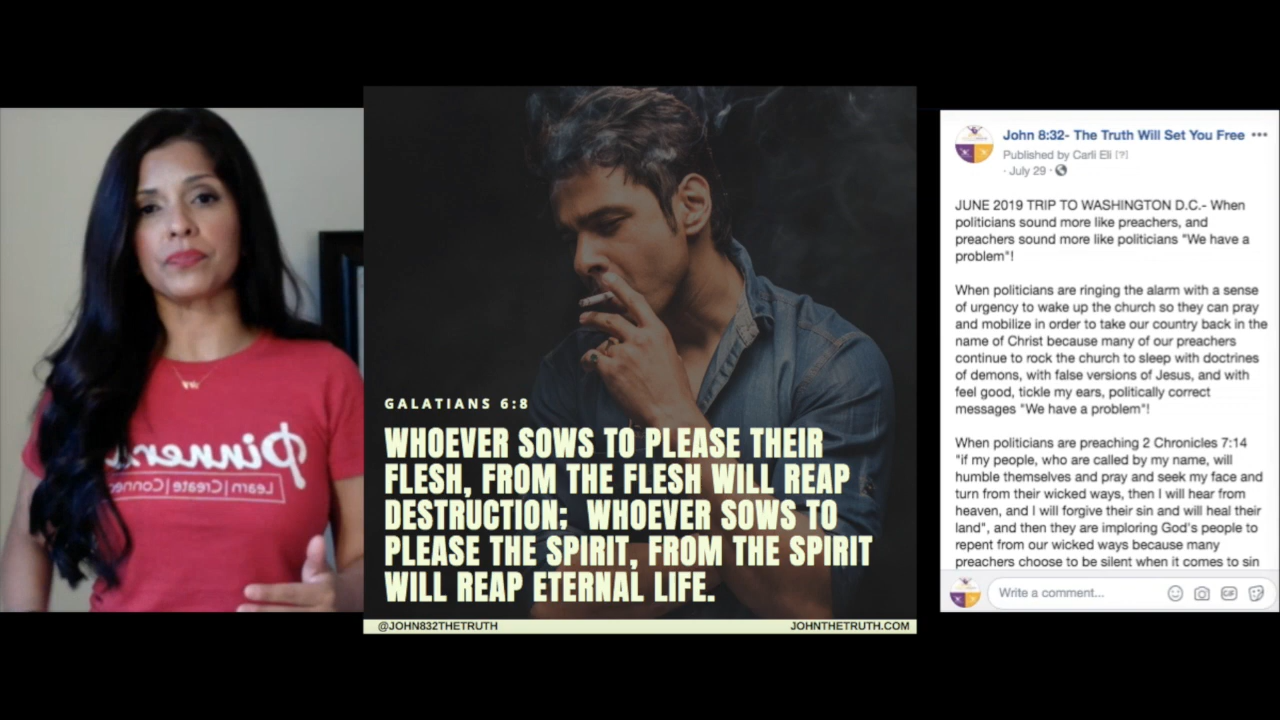 Pinners
Learn|Create|Connec
GALATIANS 6:8
WHOEVER SOWS TO PLEASE THEIR
FLESH, FROM THE FLESH WILL REAP
DESTRUCTION; WHOEVER SOWS TO
PLEASE THE SPIRIT, FROM THE SPIRIT
WILL REAP ETERNAL LIFE.
@JOHN832THETRUTH
JOHNTHETRUTH.COM
John 8:32- The Truth Will Set You Free
Published by Carli Eli [?]
· July 29 ·
JUNE 2019 TRIP TO WASHINGTON D.C.- When
politicians sound more like preachers, and
preachers sound more like politicians "We have a
problem"!
When politicians are ringing the alarm with a sense
of urgency to wake up the church so they can pray
and mobilize in order to take our country back in the
name of Christ because many of our preachers
continue to rock the church to sleep with doctrines
of demons, with false versions of Jesus, and with
feel good, tickle my ears, politically correct
messages "We have a problem"!
When politicians are preaching 2 Chronicles 7:14
"if my people, who are called by my name, will
humble themselves and pray and seek my face and
turn from their wicked ways, then I will hear from
heaven, and I will forgive their sin and will heal their
land", and then they are imploring God's people to
repent from our wicked ways because many
preachers choose to be silent when it comes to sin
Write a comment...
GIF